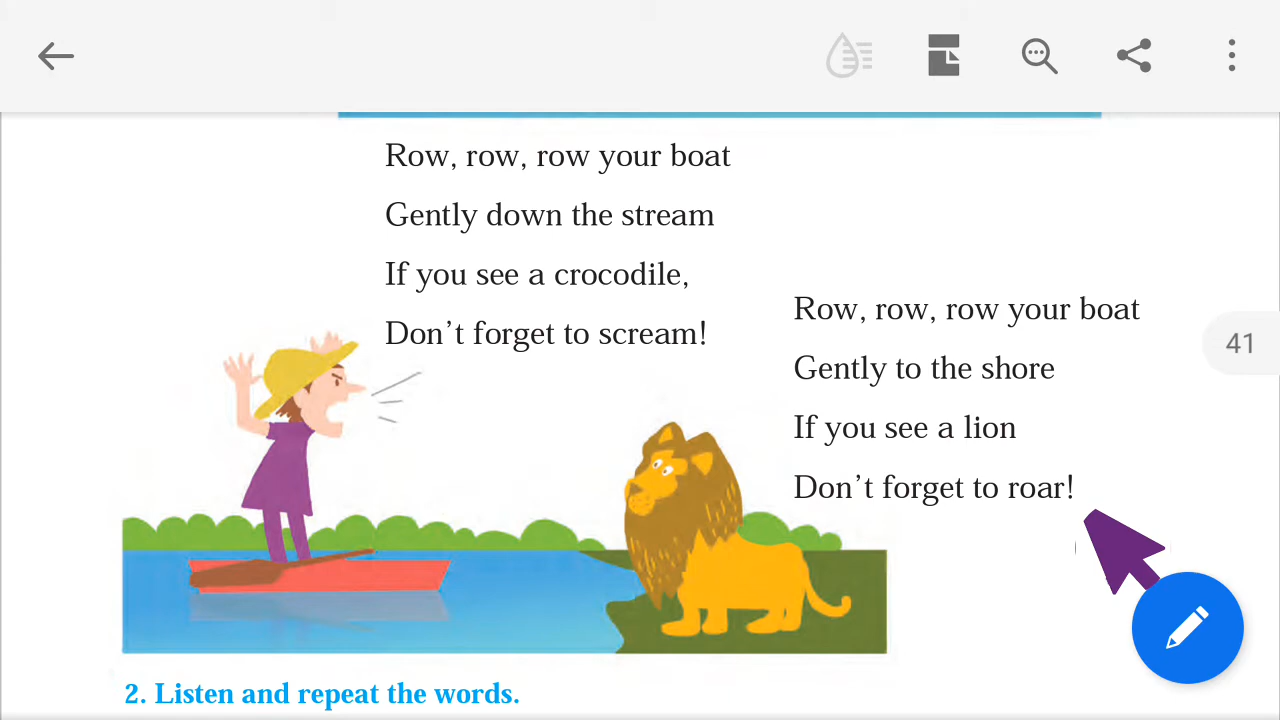 Row, row, row your boat
Gently down the stream
If you see a crocodile,
Don't forget to scream!
Row, row, row your boat
Gently to the shore
If you see a lion
Don't forget to roar!
41
2. Listen and repeat the words.